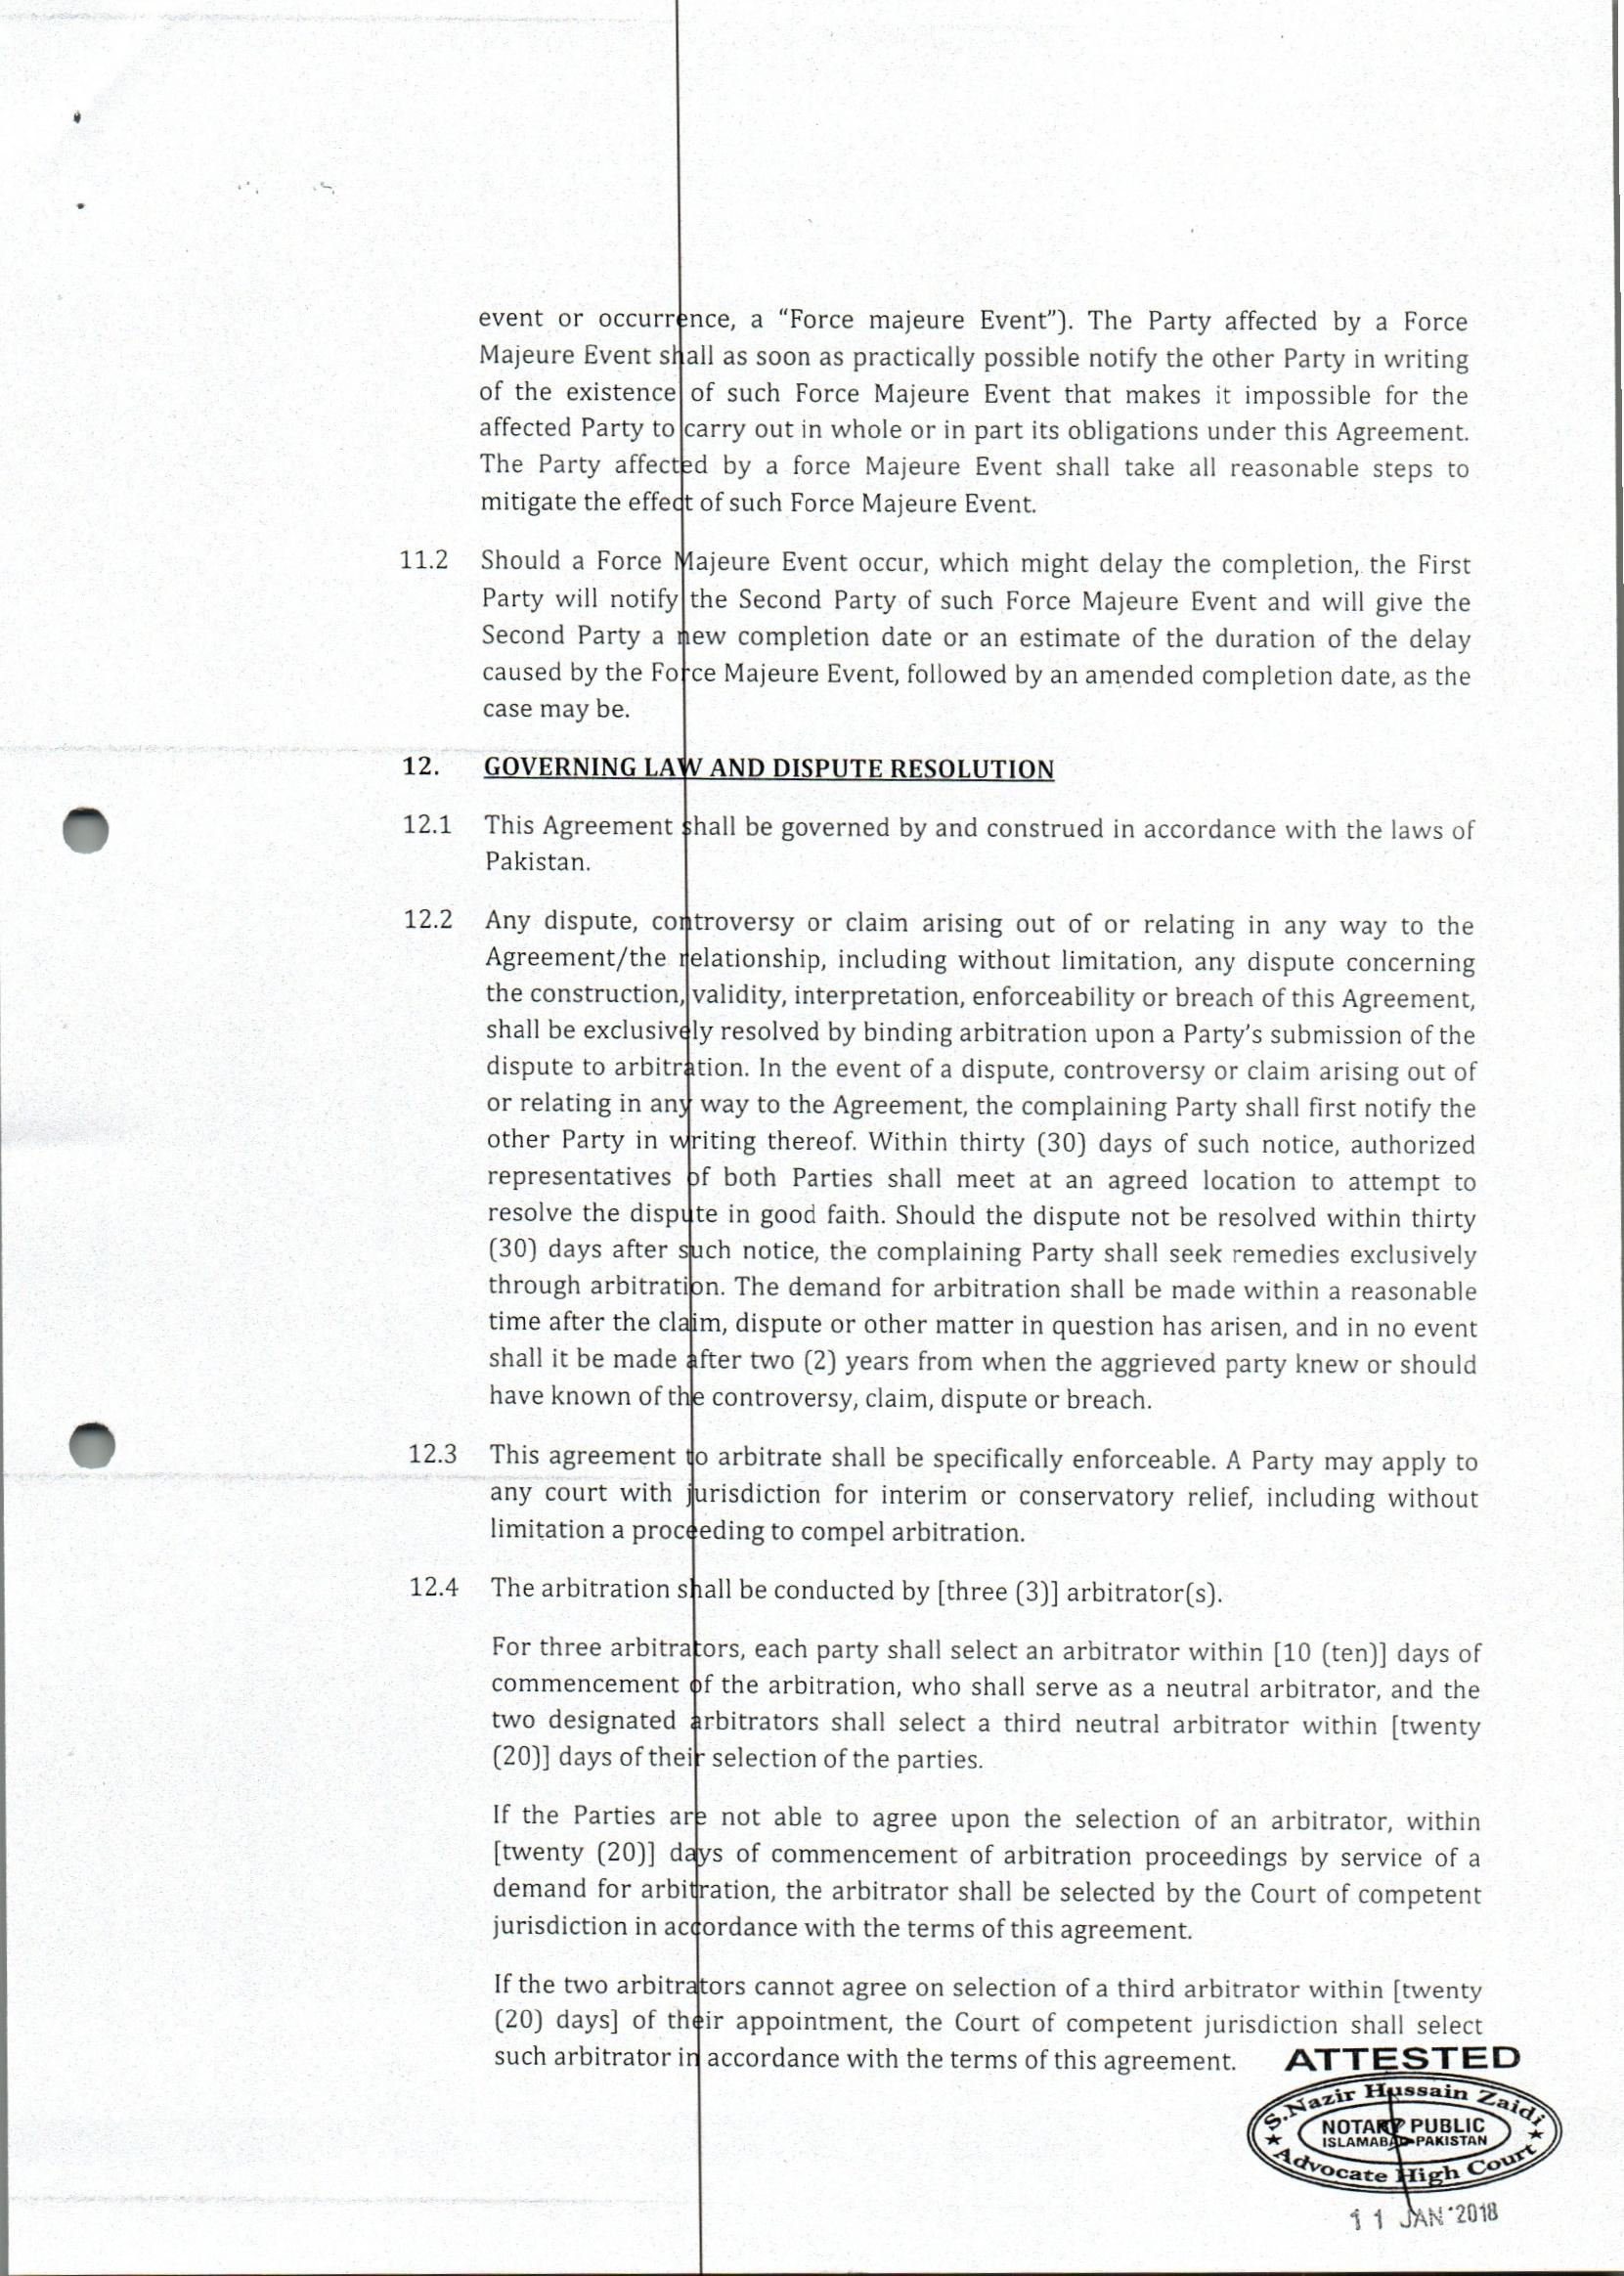 event or occurrence, a “Force majeure Event”). The Party affected by a Force
Majeure Event shall as soon as practically possible notify the other Party in writing
of the existence of such Force Majeure Event that makes it impossible for the
affected Party to carry out in whole or in part its obligations under this Agreement.
The Party affected by a force Majeure Event shall take all reasonable steps to
mitigate the effect of such Force Majeure Event.
11.2 Should a Force Majeure Event occur, which might delay the completion, the First
Party will notify the Second Party of such Force Majeure Event and will give the
Second Party a new completion date or an estimate of the duration of the delay
caused by the Force Majeure Event, followed by an amended completion date, as the
case may be.
12. GOVERNING LAW AND DISPUTE RESOLUTION
12.1 This Agreement shall be governed by and construed in accordance with the laws of
Pakistan.
12.2 Any dispute, controversy or claim arising out of or relating in any way to the
Agreement/the relationship, including without limitation, any dispute concerning
the construction, validity, interpretation, enforceability or breach of this Agreement,
shall be exclusively resolved by binding arbitration upon a Party’s submission of the
dispute to arbitration. In the event of a dispute, controversy or claim arising out of
or relating in any way to the Agreement, the complaining Party shall first notify the
other Party in writing thereof. Within thirty (30) days of such notice, authorized
representatives of both Parties shall meet at an agreed location to attempt to
resolve the dispute in good faith. Should the dispute not be resolved within thirty
(30) days after such notice, the complaining Party shall seek remedies exclusively
through arbitration. The demand for arbitration shall be made within a reasonable
time after the claim, dispute or other matter in question has arisen, and in no event
shall it be made after two (2) years from when the aggrieved party knew or should
have known of the controversy, claim, dispute or breach.
12.3 This agreement to arbitrate shall be specifically enforceable. A Party may apply to
any court with jurisdiction for interim or conservatory relief, including without
limitation a proceeding to compel arbitration.
12.4 The arbitration shall be conducted by [three (3)] arbitrator(s).
For three arbitrators, each party shall select an arbitrator within [10 (ten)] days of
commencement of the arbitration, who shall serve as a neutral arbitrator, and the
two designated arbitrators shall select a third neutral arbitrator within [twenty
(20)] days of their selection of the parties.
If the Parties are not able to agree upon the selection of an arbitrator, within
[twenty (20)] days of commencement of arbitration proceedings by service of a
demand for arbitration, the arbitrator shall be selected by the Court of competent
jurisdiction in accordance with the terms of this agreement.
If the two arbitrators cannot agree on selection of a third arbitrator within [twenty
(20) days] of their appointment, the Court of competent jurisdiction shall select
such arbitrator in accordance with the terms of this agreement.
ATTESTED
S.Nazir Hussain Zaidi
NOTARY PUBLIC
ISLAMABAD-PAKISTAN
Advocate High Court
11 JAN 2018